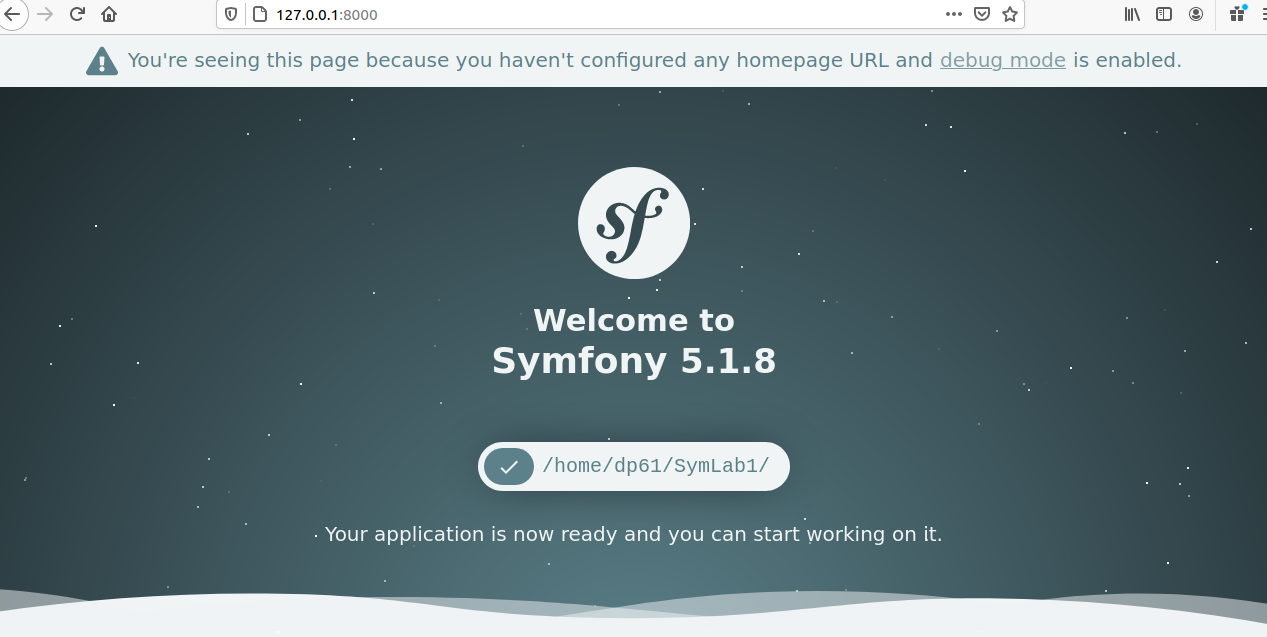 127.0.0.1:8000
You're seeing this page because you haven't configured any homepage URL and debug mode is enabled.
sf
Welcome to
Symfony 5.1.8
/home/dp61/SymLab1/
Your application is now ready and you can start working on it.